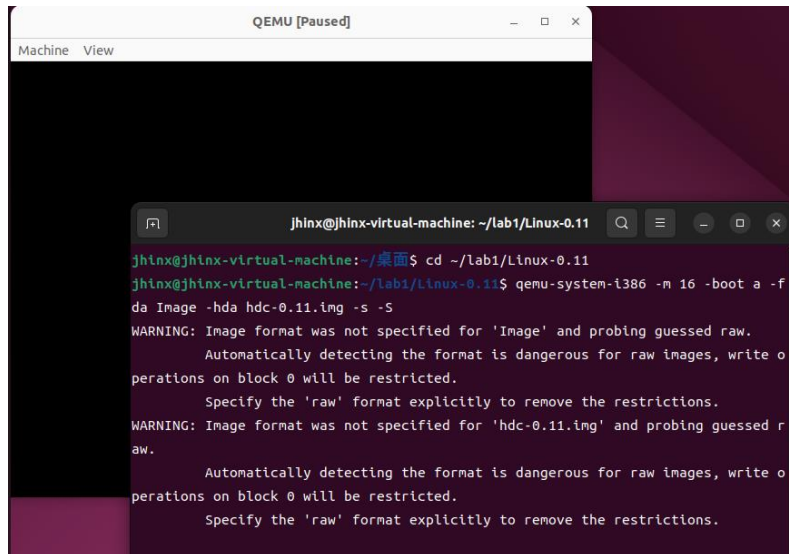 QEMU [Paused]
Machine View
jhinx@jhinx-virtual-machine: ~/lab1/Linux-0.11
jhinx@jhinx-virtual-machine:~/桌面$ cd ~/lab1/Linux-0.11
jhinx@jhinx-virtual-machine:~/lab1/Linux-0.11$ qemu-system-i386 -m 16 -boot a -f
da Image -hda hdc-0.11.img -s -S
WARNING: Image format was not specified for 'Image' and probing guessed raw.
Automatically detecting the format is dangerous for raw images, write o
perations on block 0 will be restricted.
Specify the 'raw' format explicitly to remove the restrictions.
WARNING: Image format was not specified for 'hdc-0.11.img' and probing guessed r
aw.
Automatically detecting the format is dangerous for raw images, write o
perations on block 0 will be restricted.
Specify the 'raw' format explicitly to remove the restrictions.